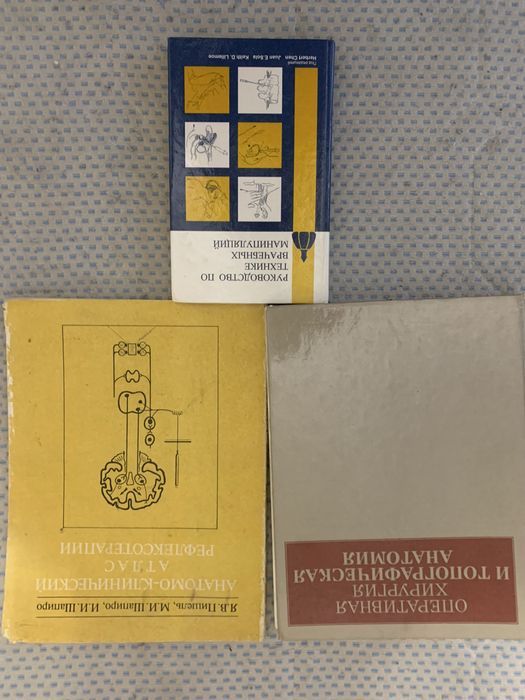 РУКОВОДСТВО ПО
ТЕХНИКЕ
ВРАЧЕБНЫХ
МАНИПУЛЯЦИЙ
Под редакцией
Herbert Chen Juan E. Sola Keith D. Lillemoe
Я.В. Пишель, М.И. Шапиро, И.И. Шапиро
АНАТОМО-КЛИНИЧЕСКИЙ
АТЛАС
РЕФЛЕКСОТЕРАПИИ
ОПЕРАТИВНАЯ
ХИРУРГИЯ
И ТОПОГРАФИЧЕСКАЯ
АНАТОМИЯ